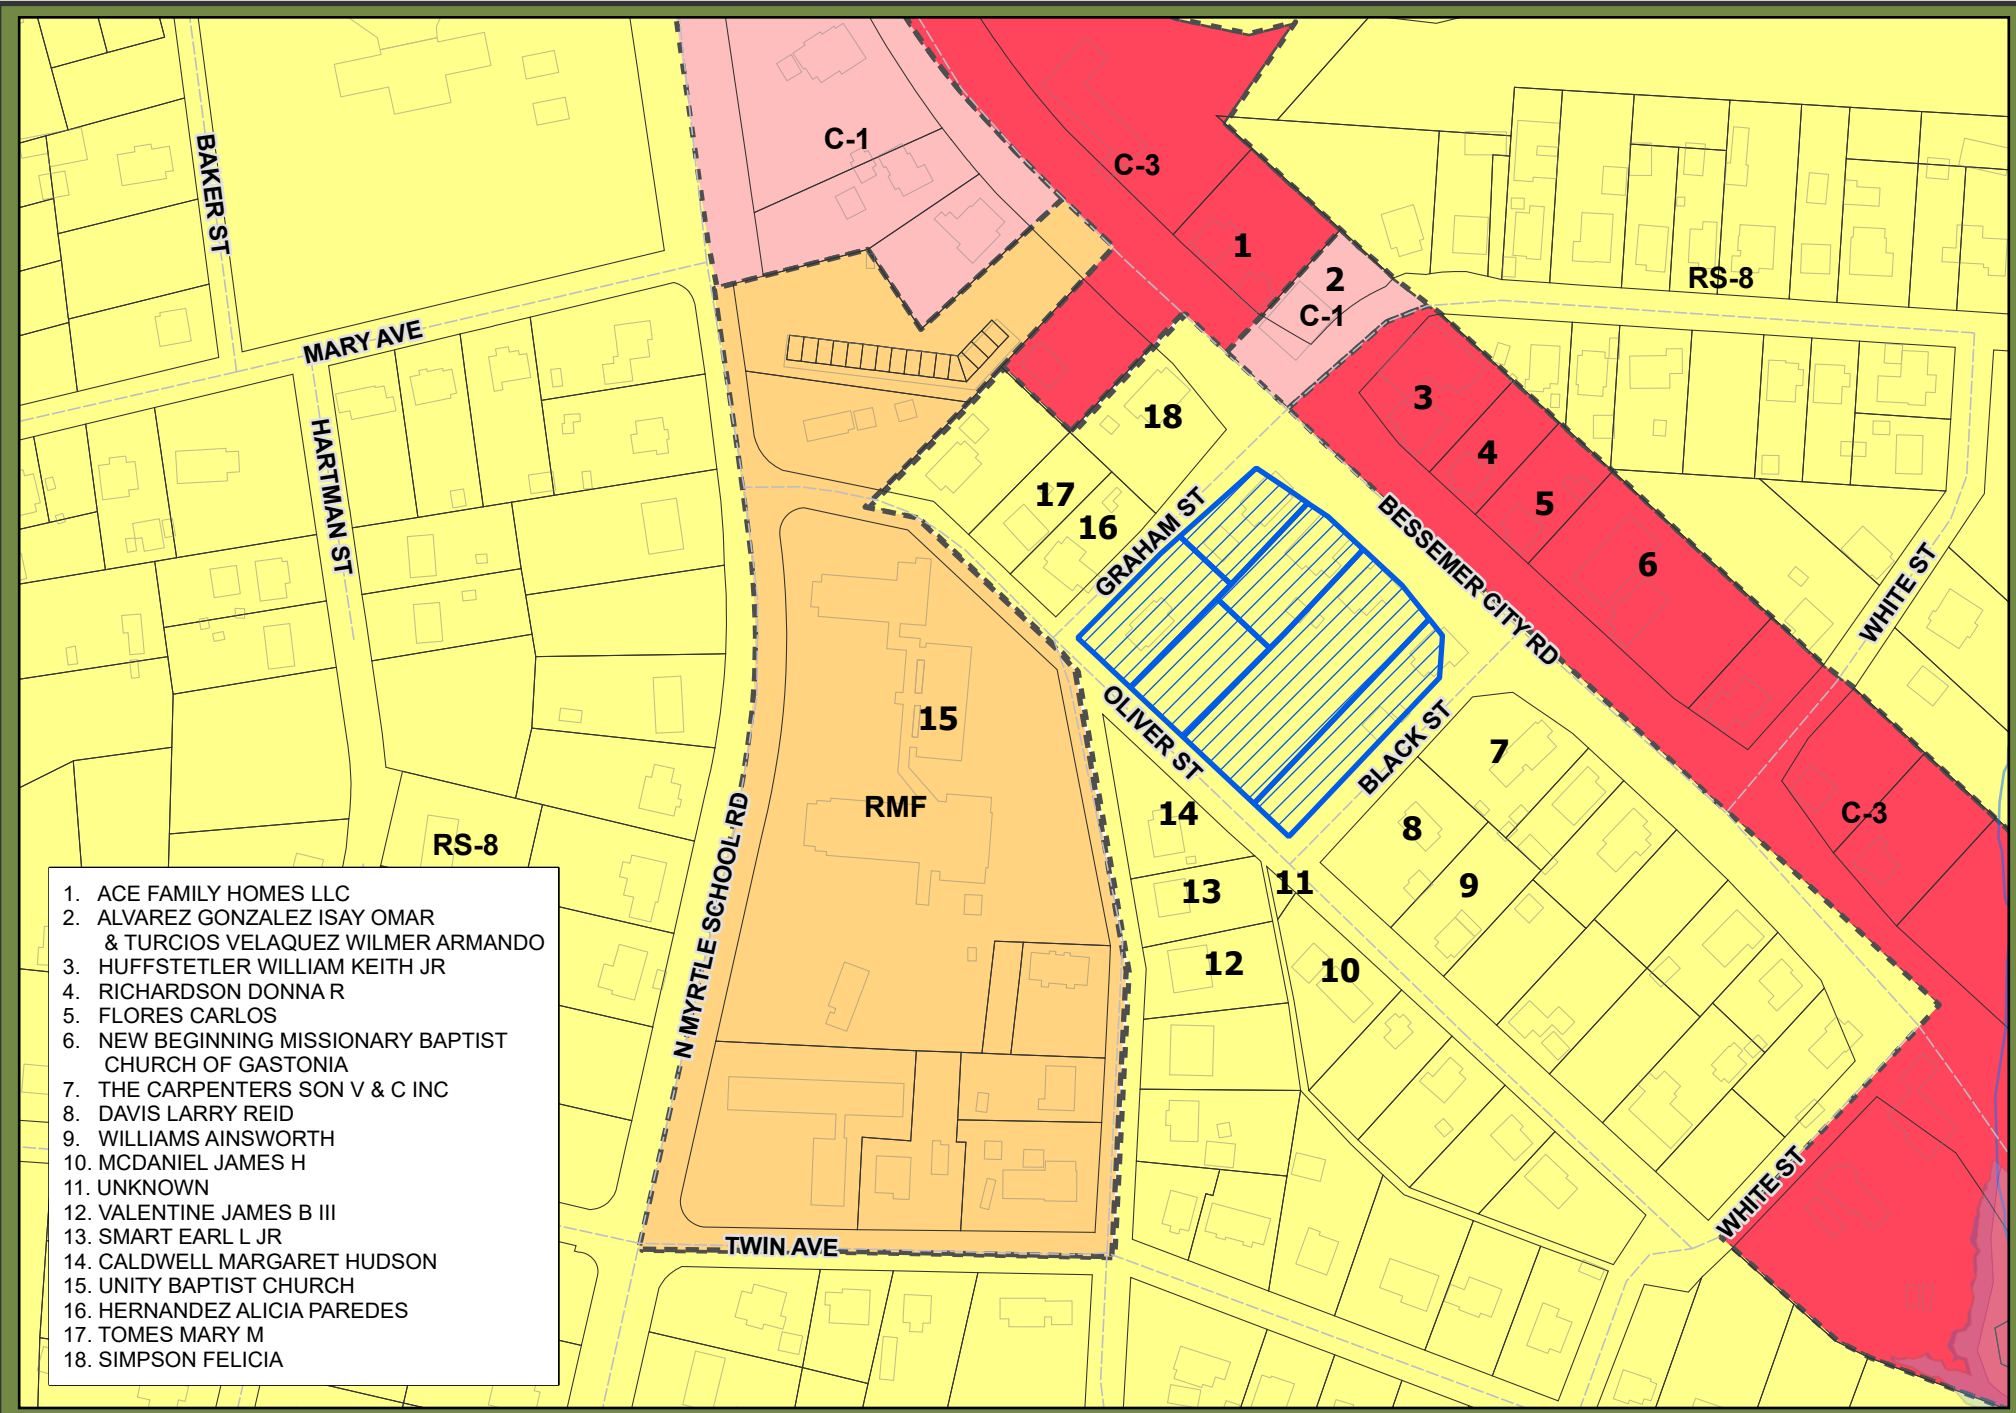 C-1
C-3
BAKER ST
1
2
C-1
RS-8
MARY AVE
3
18
4
HARTMAN ST
17
16
GRAHAM ST
5
BESSEMER CITY RD
6
WHITE ST
15
OLIVER ST
BLACK ST
7
RMF
14
8
C-3
RS-8
N MYRTLE SCHOOL RD
13
11
9
12
10
WHITE ST
TWIN AVE
1. ACE FAMILY HOMES LLC
2. ALVAREZ GONZALEZ ISAY OMAR
& TURCIOS VELAQUEZ WILMER ARMANDO
3. HUFFSTETLER WILLIAM KEITH JR
4. RICHARDSON DONNA R
5. FLORES CARLOS
6. NEW BEGINNING MISSIONARY BAPTIST
CHURCH OF GASTONIA
7. THE CARPENTERS SON V & C INC
8. DAVIS LARRY REID
9. WILLIAMS AINSWORTH
10. MCDANIEL JAMES H
11. UNKNOWN
12. VALENTINE JAMES B III
13. SMART EARL L JR
14. CALDWELL MARGARET HUDSON
15. UNITY BAPTIST CHURCH
16. HERNANDEZ ALICIA PAREDES
17. TOMES MARY M
18. SIMPSON FELICIA